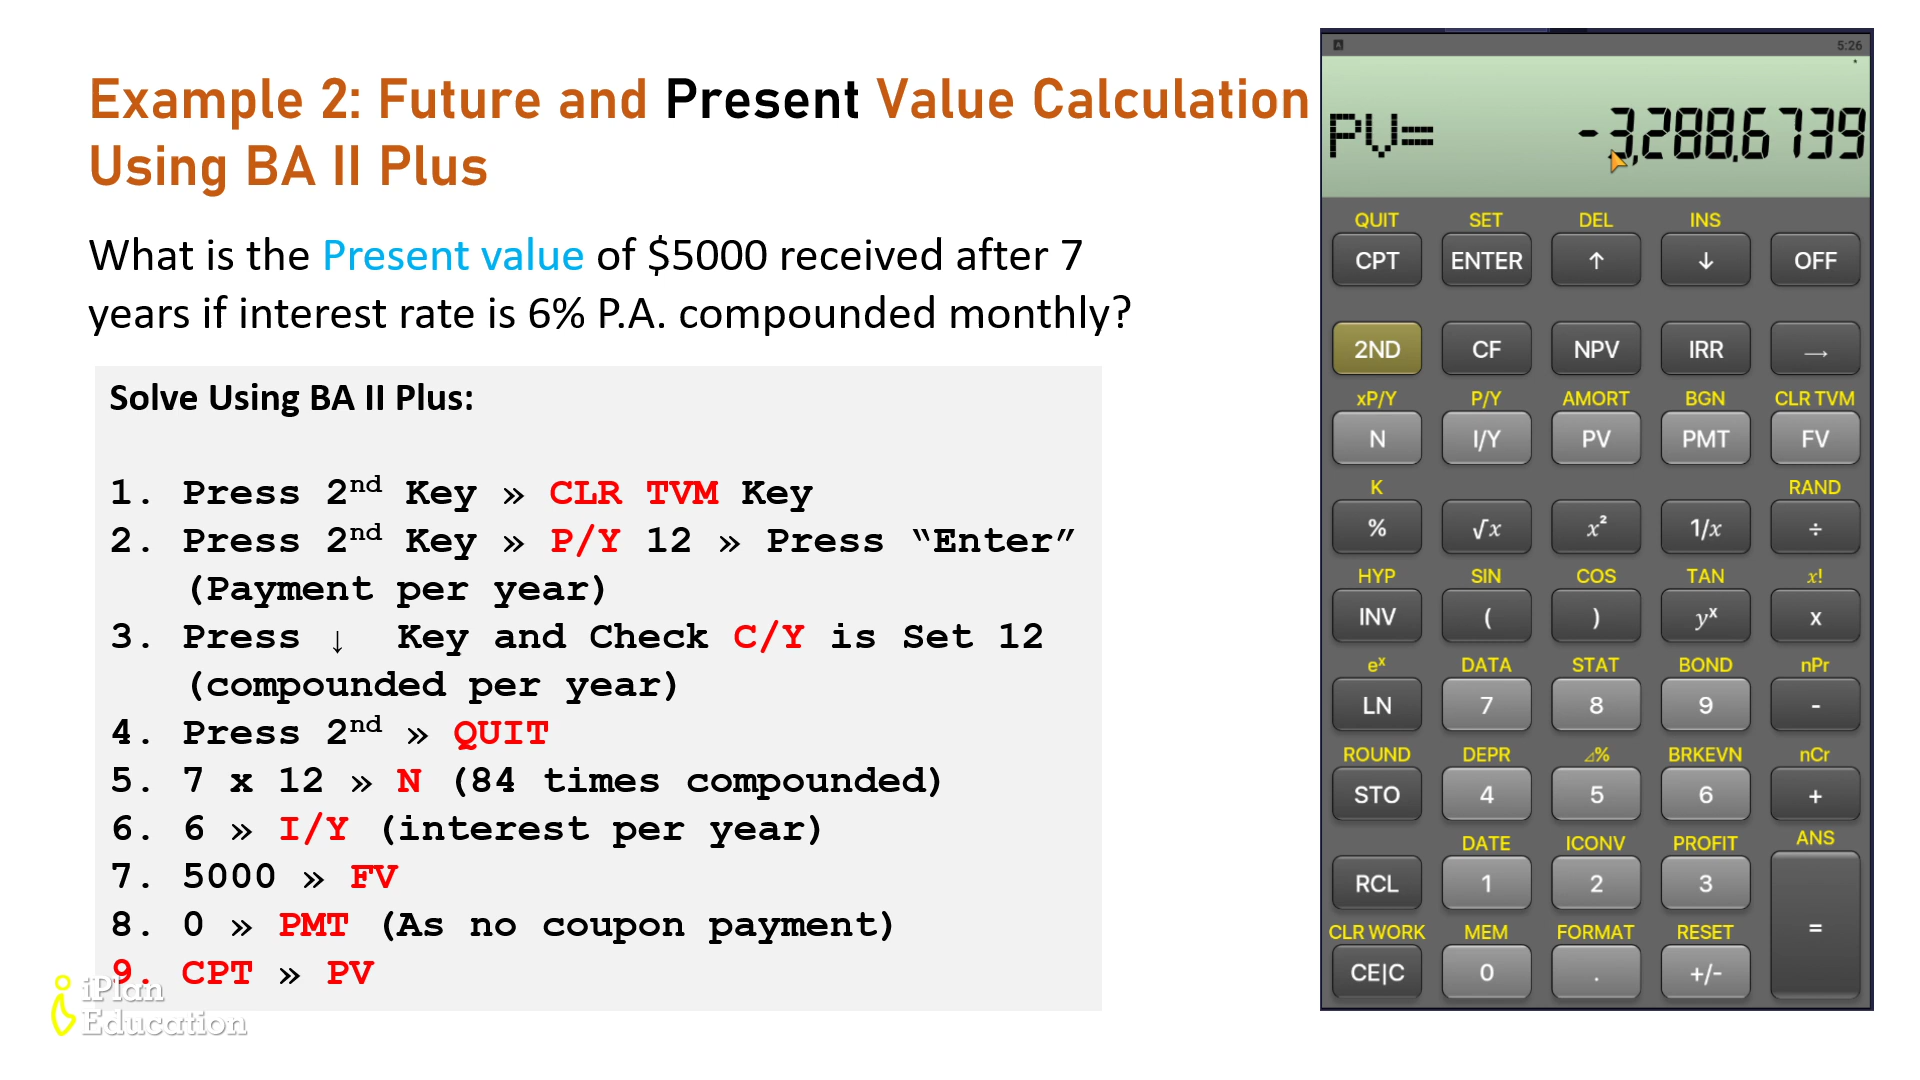 Example 2: Future and Present Value Calculation
Using BA II Plus
What is the Present value of $5000 received after 7
years if interest rate is 6% P.A. compounded monthly?
Solve Using BA II Plus:
1. Press 2nd Key » CLR TVM Key
2. Press 2nd Key » P/Y 12 » Press “Enter”
(Payment per year)
3. Press ↓ Key and Check C/Y is Set 12
(compounded per year)
4. Press 2nd » QUIT
5. 7 x 12 » N (84 times compounded)
6. 6 » I/Y (interest per year)
7. 5000 » FV
8. 0 » PMT (As no coupon payment)
9. CPT » PV
iPlan
Education
A 5:26
PV= -3,288.6739
QUIT SET DEL INS
CPT ENTER ↑ ↓ OFF
2ND CF NPV IRR →
xP/Y P/Y AMORT BGN CLR TVM
N I/Y PV PMT FV
K RAND
% √x x² 1/x ÷
HYP SIN COS TAN x!
INV ( ) yˣ x
eˣ DATA STAT BOND nPr
LN 7 8 9 -
ROUND DEPR ⊿% BRKEVN nCr
STO 4 5 6 +
DATE ICONV PROFIT ANS
RCL 1 2 3
CLR WORK MEM FORMAT RESET =
CE|C 0 . +/-